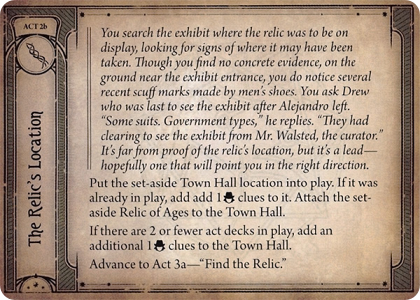 ACT 2b
The Relic's Location
You search the exhibit where the relic was to be on
display, looking for signs of where it may have been
taken. Though you find no concrete evidence, on the
ground near the exhibit entrance, you do notice several
recent scuff marks made by men's shoes. You ask Drew
who was last to see the exhibit after Alejandro left.
"Some suits. Government types," he replies. "They had
clearing to see the exhibit from Mr. Walsted, the curator."
It's far from proof of the relic's location, but it's a lead—
hopefully one that will point you in the right direction.
Put the set-aside Town Hall location into play. If it was
already in play, add add 1 clues to it. Attach the set-
aside Relic of Ages to the Town Hall.
If there are 2 or fewer act decks in play, add an
additional 1 clues to the Town Hall.
Advance to Act 3a—"Find the Relic."